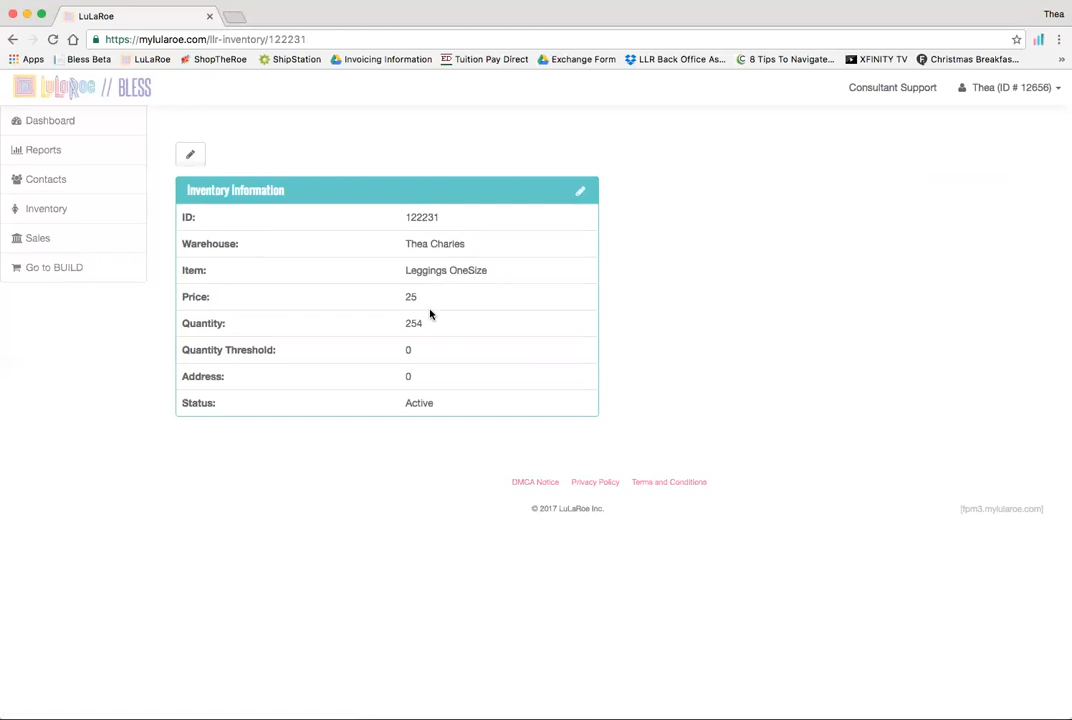 LuLaRoe
Thea
https://mylularoe.com/llr-inventory/122231
Apps Bless Beta LuLaRoe ShopTheRoe ShipStation Invoicing Information ED Tuition Pay Direct Exchange Form LLR Back Office As... 8 Tips To Navigate... XFINITY TV Christmas Breakfas... »
LuLaRoe // BLESS
Consultant Support Thea (ID # 12656)
Dashboard
Reports
Contacts
Inventory
Sales
Go to BUILD
Inventory Information
ID: 122231
Warehouse: Thea Charles
Item: Leggings OneSize
Price: 25
Quantity: 254
Quantity Threshold: 0
Address: 0
Status: Active
DMCA Notice Privacy Policy Terms and Conditions
© 2017 LuLaRoe Inc.
[fpm3.mylularoe.com]